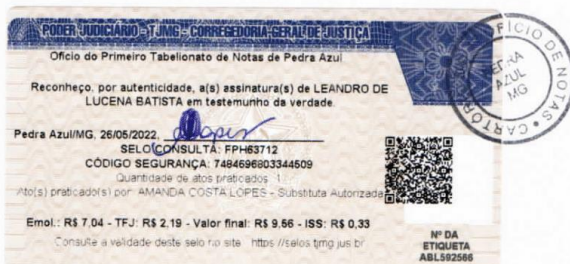 PODER JUDICIÁRIO - TJMG - CORREGEDORIA-GERAL DE JUSTIÇA
Ofício do Primeiro Tabelionato de Notas de Pedra Azul
Reconheço, por autenticidade, a(s) assinatura(s) de LEANDRO DE
LUCENA BATISTA em testemunho da verdade.
Pedra Azul/MG, 26/05/2022,
SELO CONSULTA: FPH63712
CÓDIGO SEGURANÇA: 7484696803344509
Quantidade de atos praticados: 1
Ato(s) praticado(s) por: AMANDA COSTA LOPES - Substituta Autorizada
Emol.: R$ 7,04 - TFJ: R$ 2,19 - Valor final: R$ 9,56 - ISS: R$ 0,33
Consulte a validade deste selo no site https://selos.tjmg.jus.br
Nº DA
ETIQUETA
ABL592566
OFÍCIO DE NOTAS
PEDRA
AZUL
MG
CARTÓR